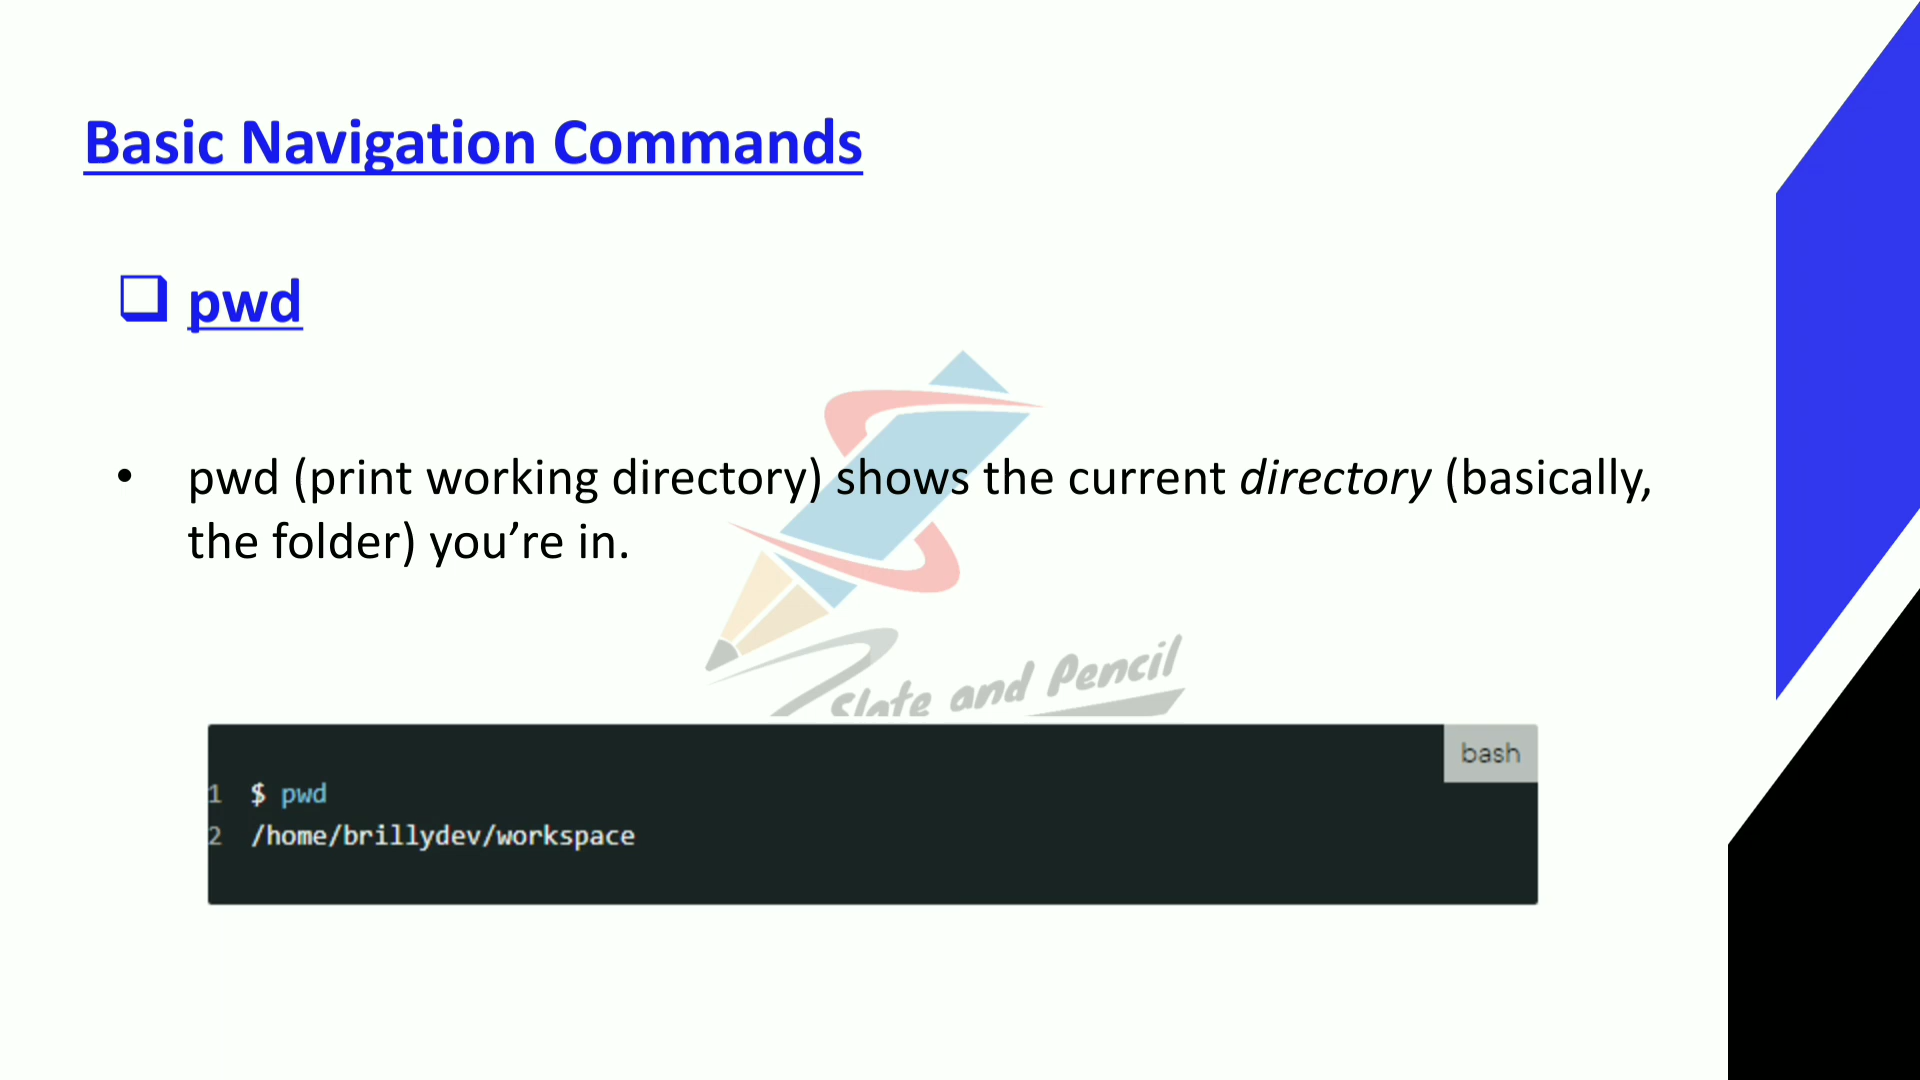 Basic Navigation Commands
❑ pwd
• pwd (print working directory) shows the current directory (basically,
the folder) you’re in.
Slate and Pencil
bash
1 $ pwd
2 /home/brillydev/workspace